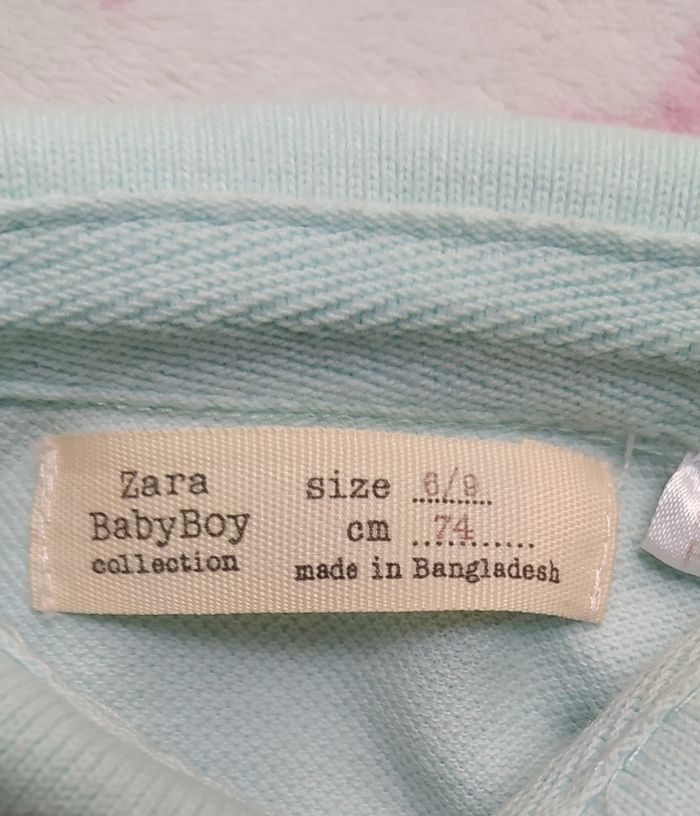 Zara
BabyBoy
collection
size 6/9
cm 74
made in Bangladesh